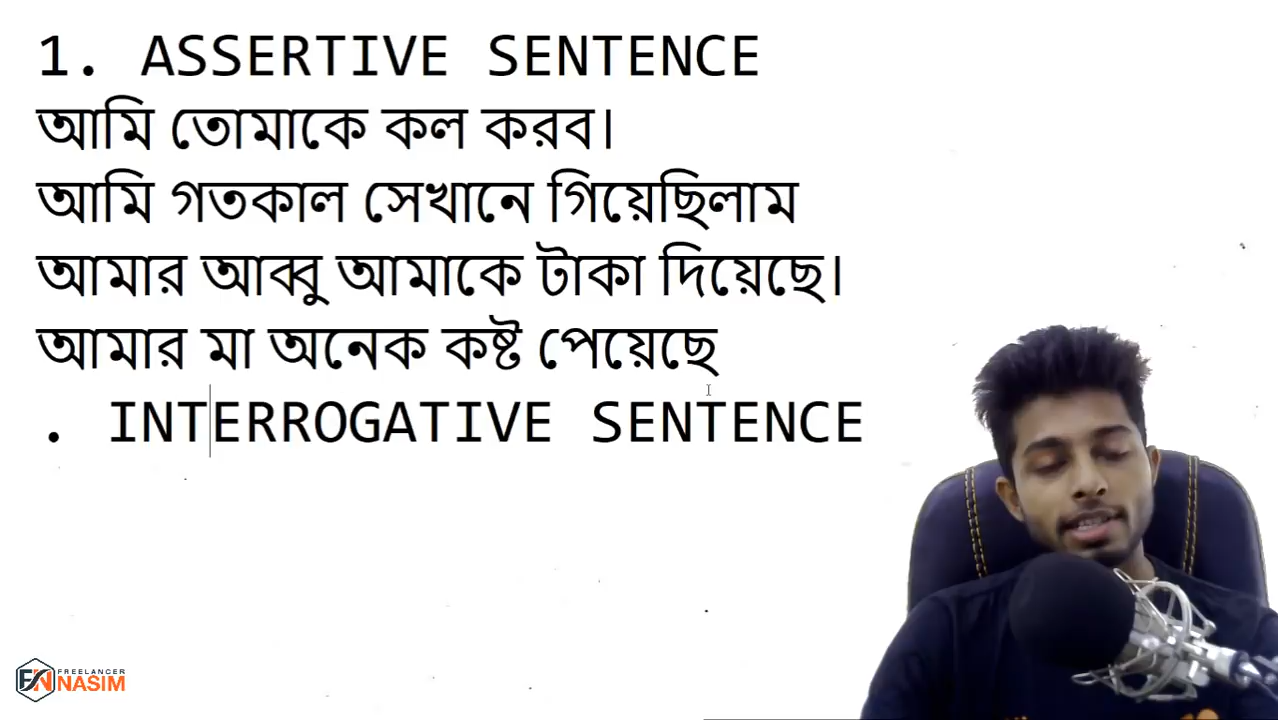 1. ASSERTIVE SENTENCE
আমি তোমাকে কল করব।
আমি গতকাল সেখানে গিয়েছিলাম
আমার আব্বু আমাকে টাকা দিয়েছে।
আমার মা অনেক কষ্ট পেয়েছে
. INTERROGATIVE SENTENCE
FREELANCER
NASIM